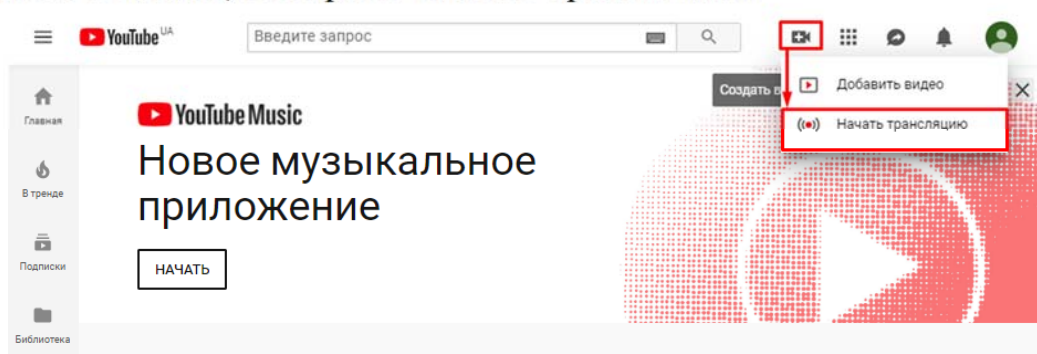 YouTube UA
Введите запрос
Создать в
Добавить видео
Начать трансляцию
Главная
В тренде
Подписки
Библиотека
YouTube Music
Новое музыкальное
приложение
НАЧАТЬ